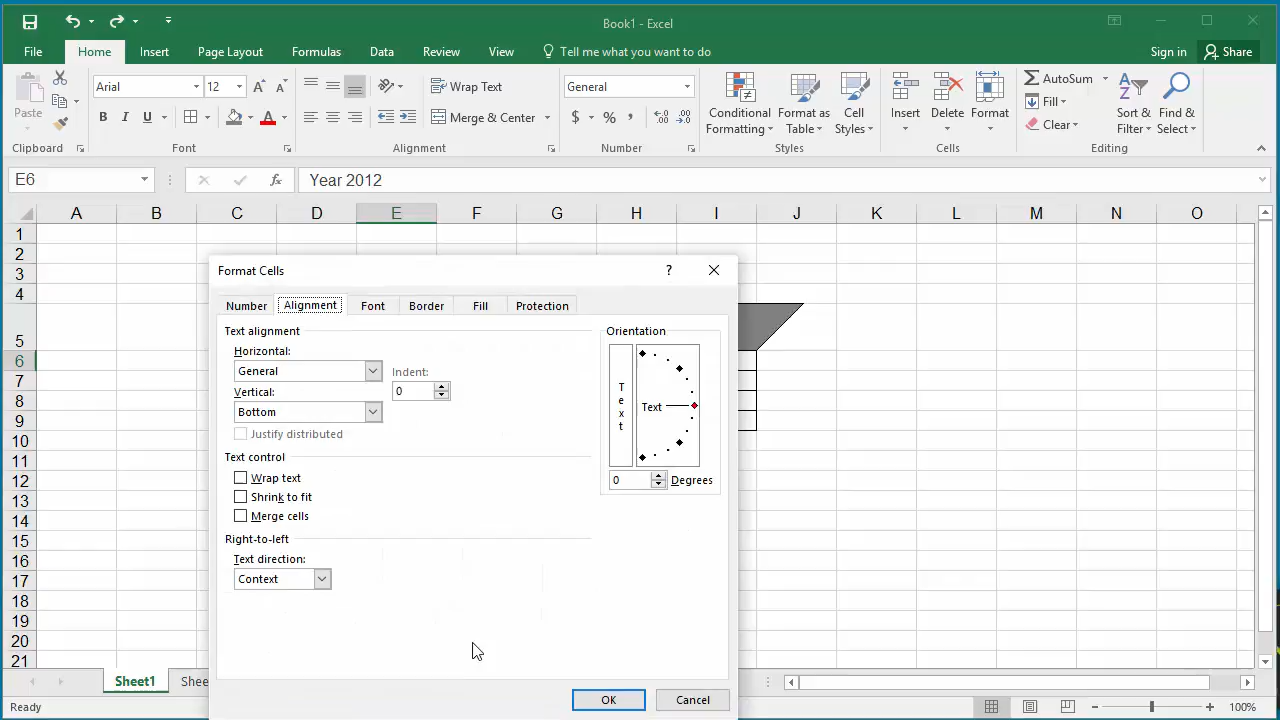 Book1 - Excel
File Home Insert Page Layout Formulas Data Review View Tell me what you want to do Sign in Share
Paste
Arial 12
B I U A
Wrap Text
Merge & Center
General
$ % ,
Conditional Formatting
Format as Table
Cell Styles
Insert Delete Format
AutoSum
Fill
Clear
Sort & Filter
Find & Select
Clipboard Font Alignment Number Styles Cells Editing
E6 fx Year 2012
A B C D E F G H I J K L M N O
1
2
3
4
5
6
7
8
9
10
11
12
13
14
15
16
17
18
19
20
21
Format Cells ?
Number Alignment Font Border Fill Protection
Text alignment
Horizontal:
General
Indent:
0
Vertical:
Bottom
Justify distributed
Text control
Wrap text
Shrink to fit
Merge cells
Right-to-left
Text direction:
Context
Orientation
Text
Text
0 Degrees
OK Cancel
Sheet1 Shee
Ready 100%